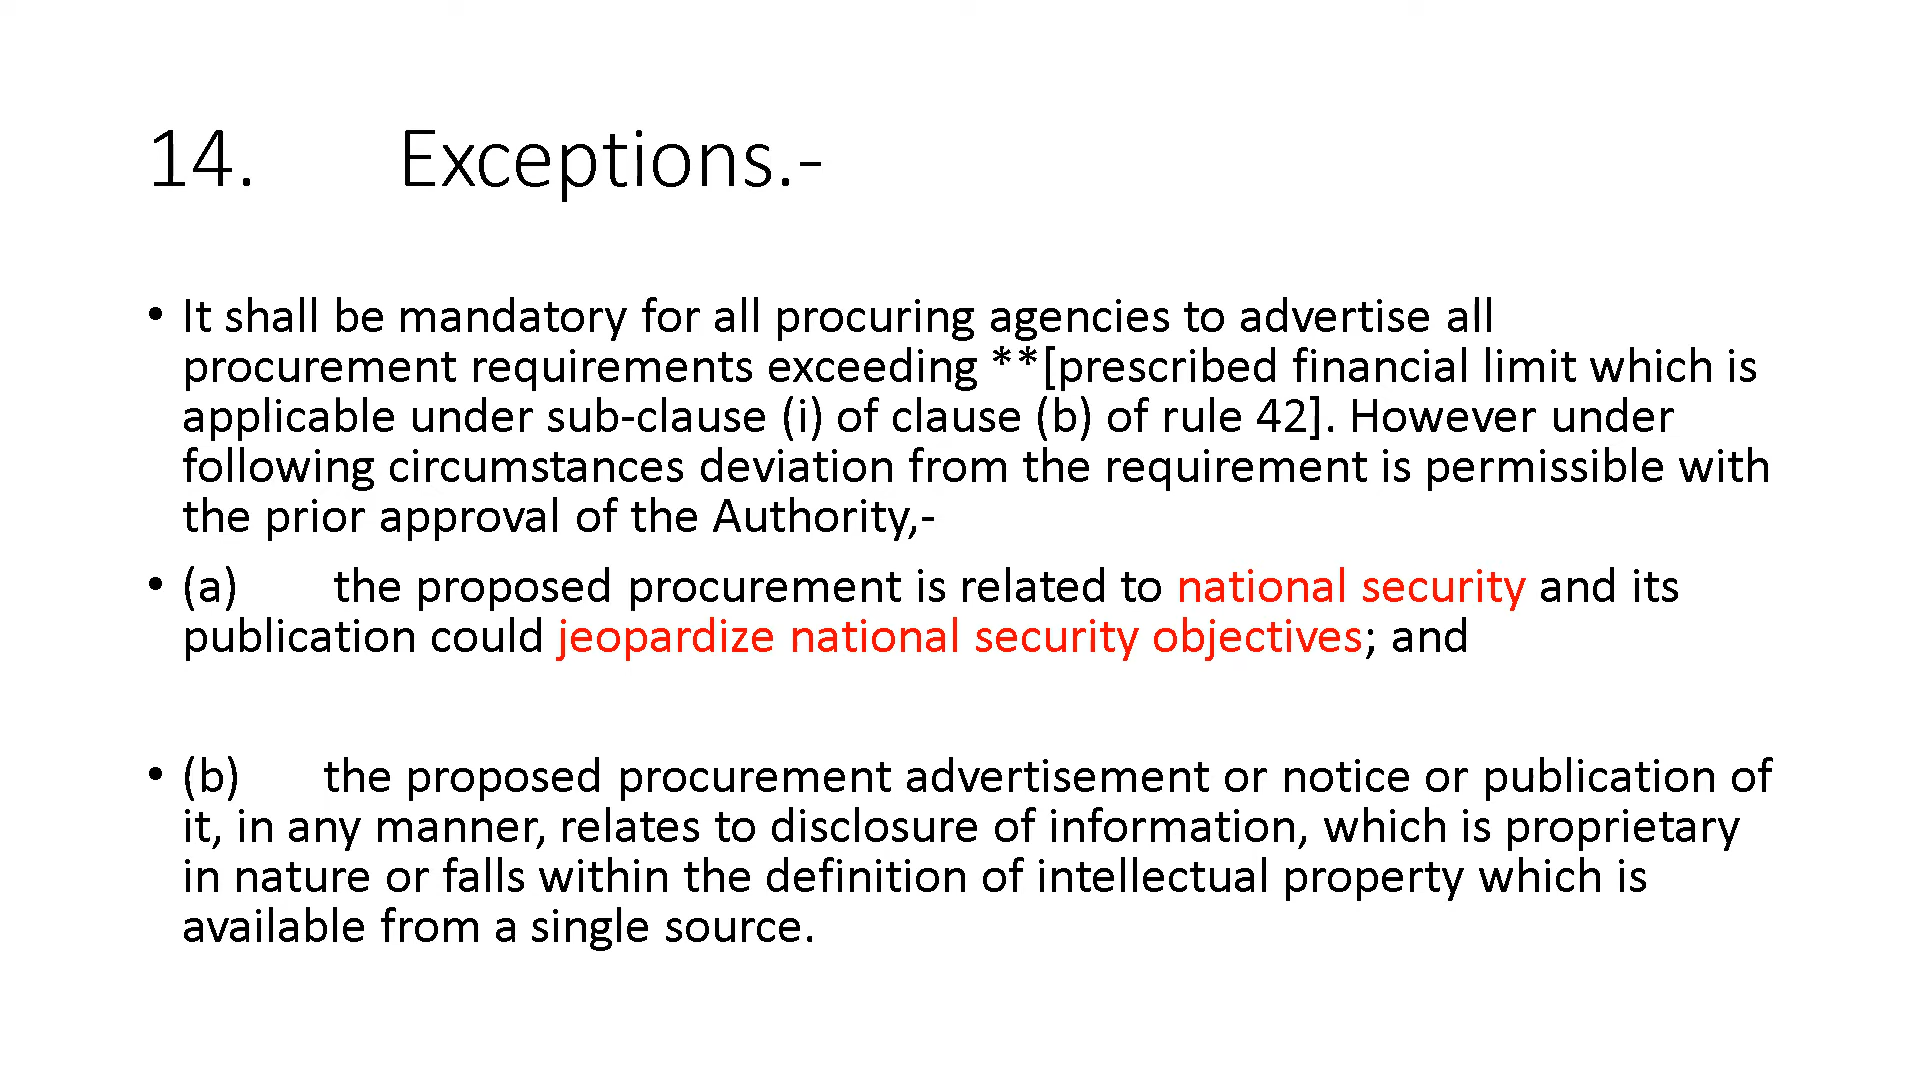 14. Exceptions.-
• It shall be mandatory for all procuring agencies to advertise all
procurement requirements exceeding **[prescribed financial limit which is
applicable under sub-clause (i) of clause (b) of rule 42]. However under
following circumstances deviation from the requirement is permissible with
the prior approval of the Authority,-
• (a) the proposed procurement is related to national security and its
publication could jeopardize national security objectives; and
• (b) the proposed procurement advertisement or notice or publication of
it, in any manner, relates to disclosure of information, which is proprietary
in nature or falls within the definition of intellectual property which is
available from a single source.